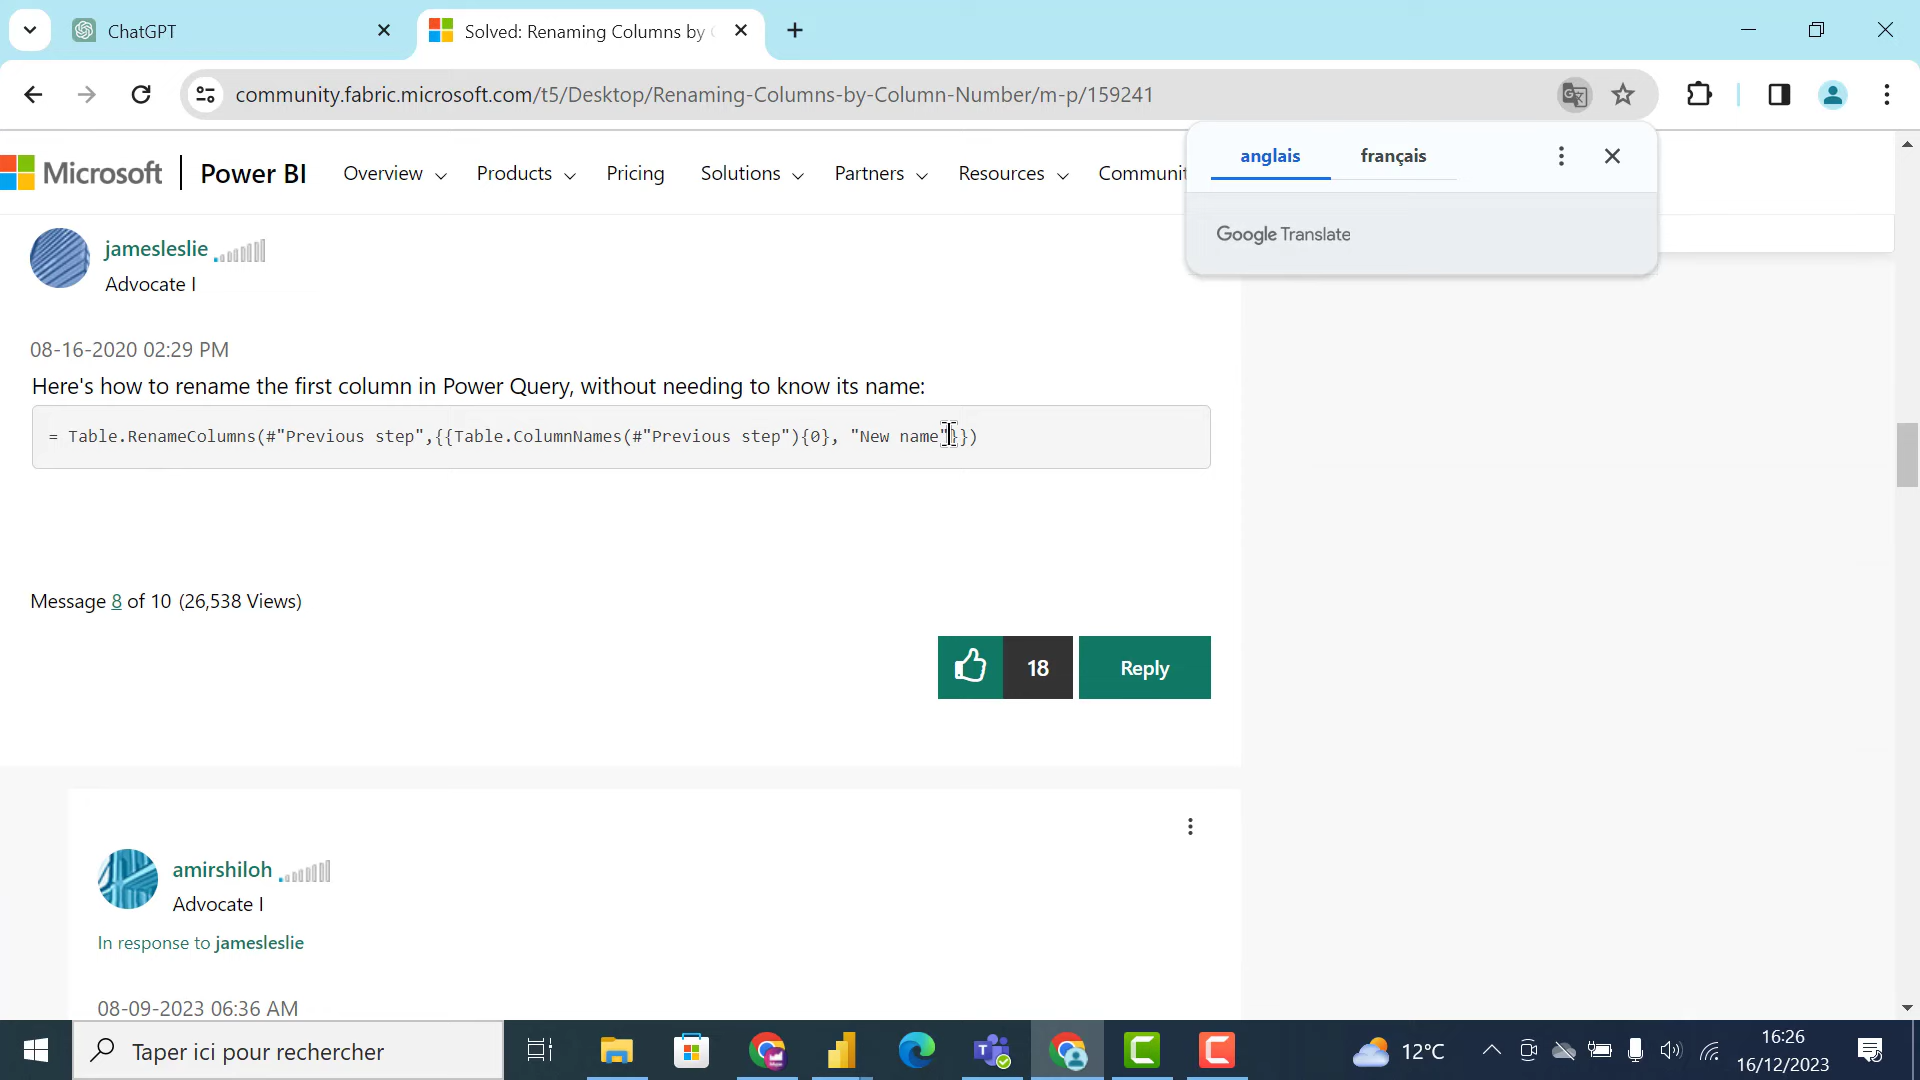 ChatGPT
Solved: Renaming Columns by
community.fabric.microsoft.com/t5/Desktop/Renaming-Columns-by-Column-Number/m-p/159241
anglais
français
Google Translate
Microsoft
Power BI
Overview
Products
Pricing
Solutions
Partners
Resources
Communit
jamesleslie
Advocate I
08-16-2020 02:29 PM
Here's how to rename the first column in Power Query, without needing to know its name:
= Table.RenameColumns(#"Previous step",{{Table.ColumnNames(#"Previous step"){0}, "New name"}})
Message 8 of 10 (26,538 Views)
18
Reply
amirshiloh
Advocate I
In response to jamesleslie
08-09-2023 06:36 AM
Taper ici pour rechercher
12°C
16:26
16/12/2023